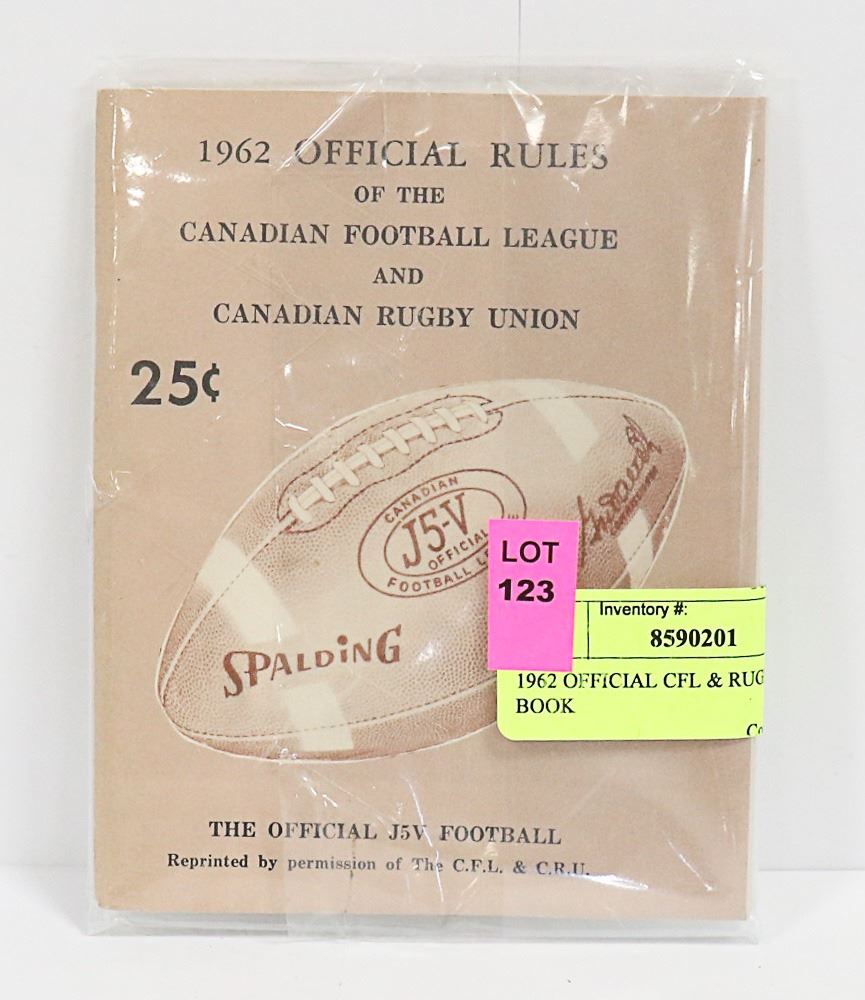 1962 OFFICIAL RULES
OF THE
CANADIAN FOOTBALL LEAGUE
AND
CANADIAN RUGBY UNION
25¢
CANADIAN
J5-V
OFFICIAL
FOOTBALL
SPALDING
LOT
123
Inventory #:
8590201
1962 OFFICIAL CFL & RUG
BOOK
THE OFFICIAL J5V FOOTBALL
Reprinted by permission of The C.F.L. & C.R.U.